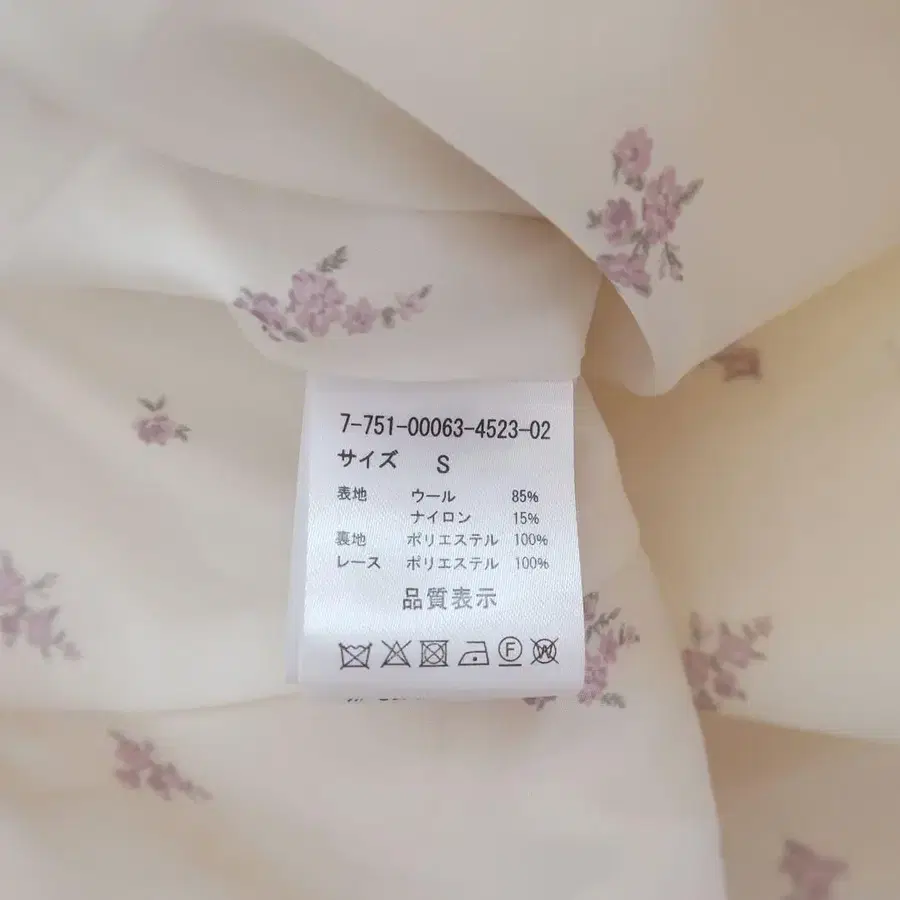 7-751-00063-4523-02
サイズ S
表地 ウール 85%
ナイロン 15%
裏地 ポリエステル 100%
レース ポリエステル 100%
品質表示
F W